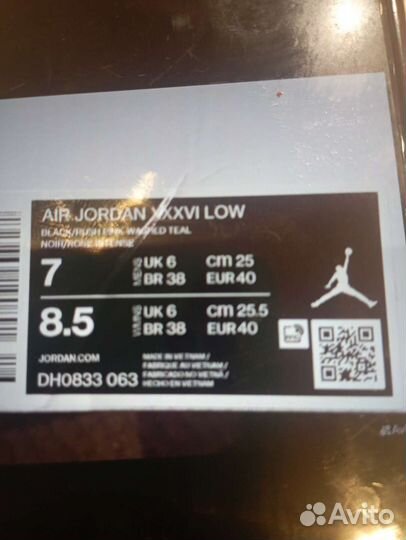 AIR JORDAN XXXVI LOW
BLACK/RUSH PINK-WASHED TEAL
NOIR/ROSE INTENSE
7 MENS UK 6 cm 25
BR 38 EUR 40
8.5 WMNS UK 6 cm 25.5
BR 38 EUR 40
JORDAN.COM
DH0833 063
MADE IN VIETNAM /
FABRIQUÉ AU VIETNAM /
FABRICADO NO VIETNÃ /
HECHO EN VIETNAM
Avito